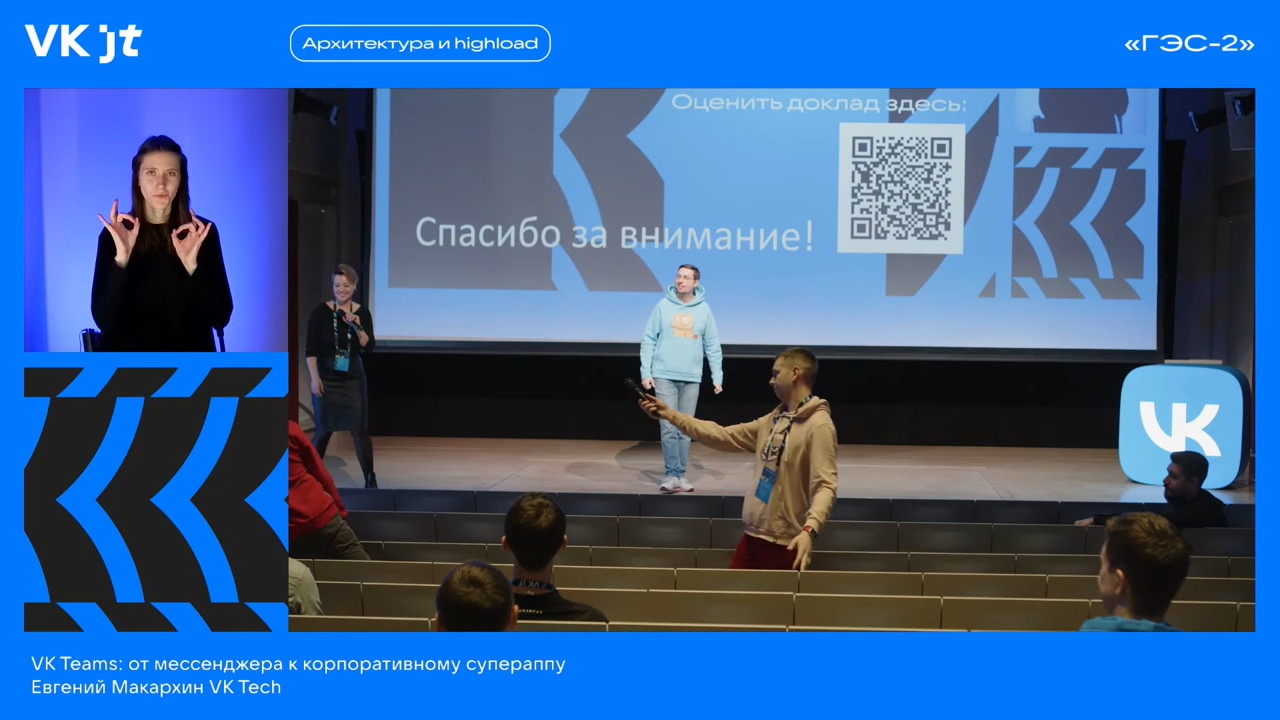 VK jt
Архитектура и highload
«ГЭС-2»
Оценить доклад здесь:
Спасибо за внимание!
VK
VK Teams: от мессенджера к корпоративному супераппу
Евгений Макархин VK Tech